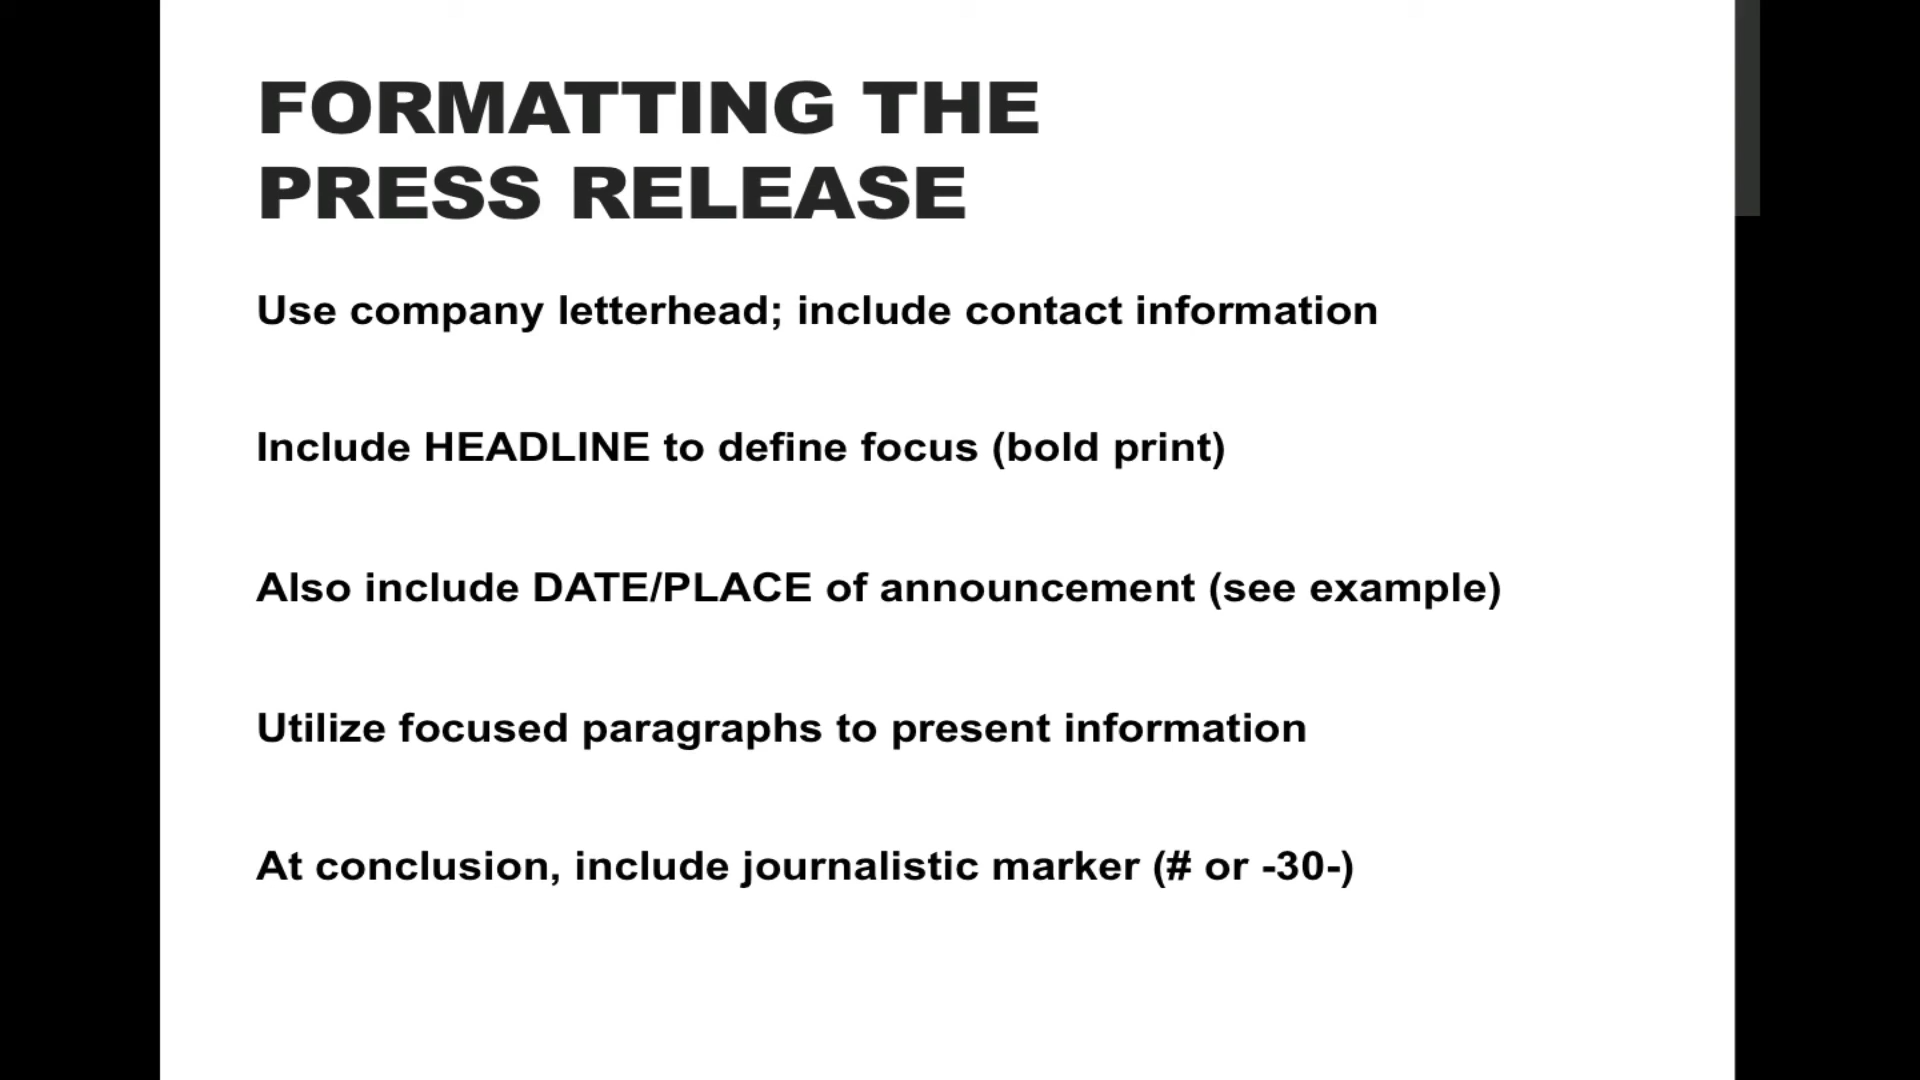 FORMATTING THE
PRESS RELEASE
Use company letterhead; include contact information
Include HEADLINE to define focus (bold print)
Also include DATE/PLACE of announcement (see example)
Utilize focused paragraphs to present information
At conclusion, include journalistic marker (# or -30-)